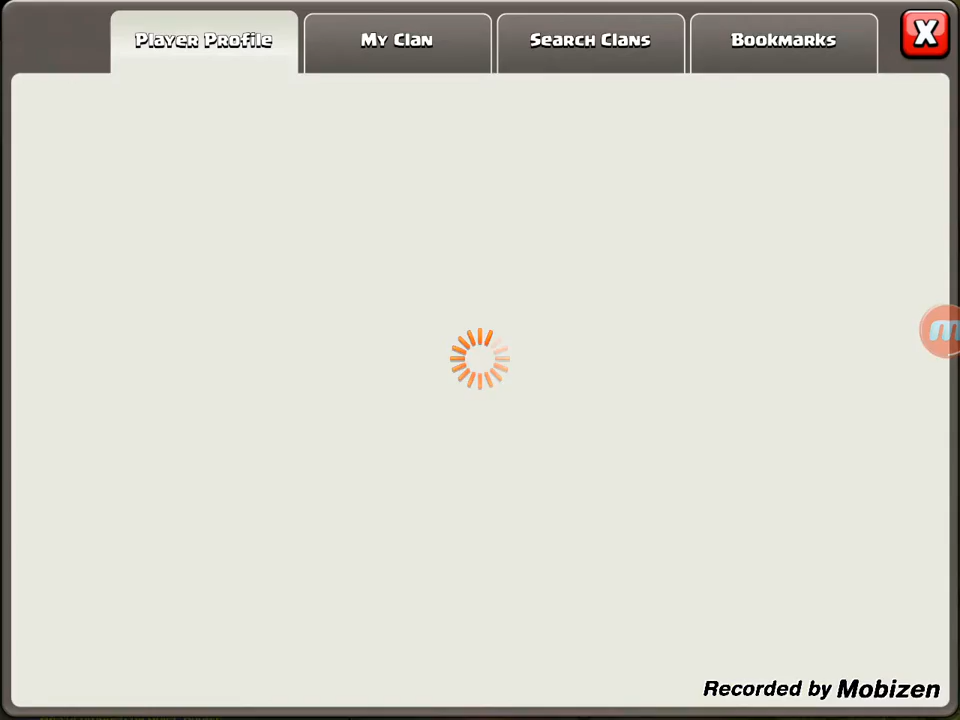 Player Profile
My Clan
Search Clans
Bookmarks
X
m
Recorded by Mobizen